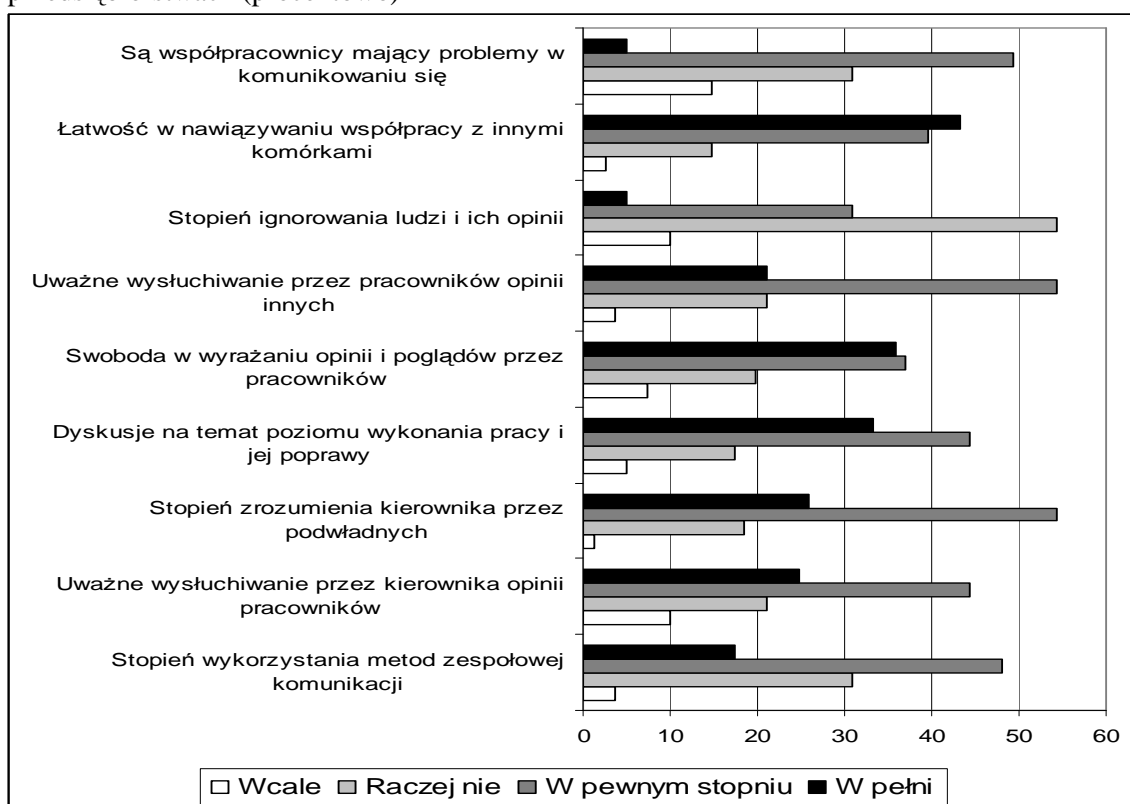 Są współpracownicy mający problemy w
komunikowaniu się
Łatwość w nawiązywaniu współpracy z innymi
komórkami
Stopień ignorowania ludzi i ich opinii
Uważne wysłuchiwanie przez pracowników opinii
innych
Swoboda w wyrażaniu opinii i poglądów przez
pracowników
Dyskusje na temat poziomu wykonania pracy i
jej poprawy
Stopień zrozumienia kierownika przez
podwładnych
Uważne wysłuchiwanie przez kierownika opinii
pracowników
Stopień wykorzystania metod zespołowej
komunikacji
0 10 20 30 40 50 60
Wcale Raczej nie W pewnym stopniu W pełni